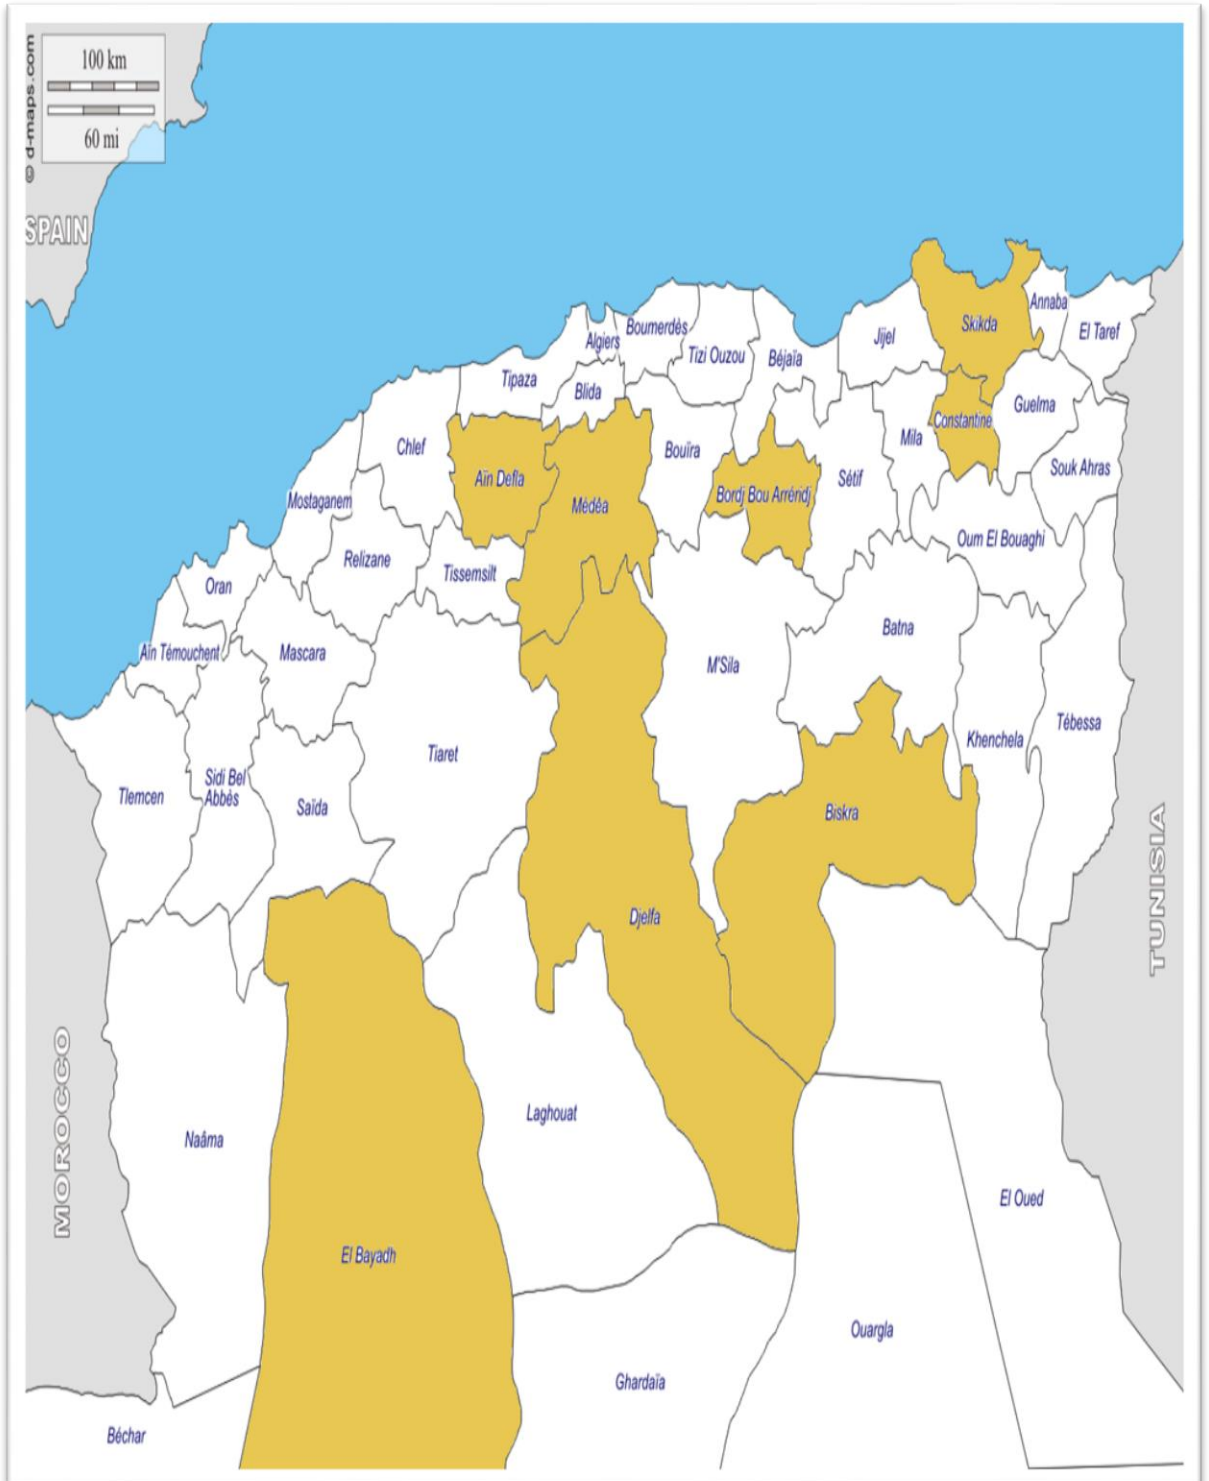 © d-maps.com
100 km
60 mi
SPAIN
Skikda
Annaba
El Taref
Algiers
Boumerdès
Tizi Ouzou
Béjaïa
Jijel
Tipaza
Blida
Constantine
Guelma
Chlef
Aïn Defla
Médéa
Bouïra
Bordj Bou Arréridj
Sétif
Mila
Souk Ahras
Mostaganem
Relizane
Tissemsilt
Oum El Bouaghi
Oran
Aïn Témouchent
Mascara
M'Sila
Batna
Tlemcen
Sidi Bel
Abbès
Saïda
Tiaret
Khenchela
Tébessa
Biskra
Djelfa
TUNISIA
MOROCCO
Naâma
Laghouat
El Oued
El Bayadh
Ouargla
Ghardaïa
Béchar